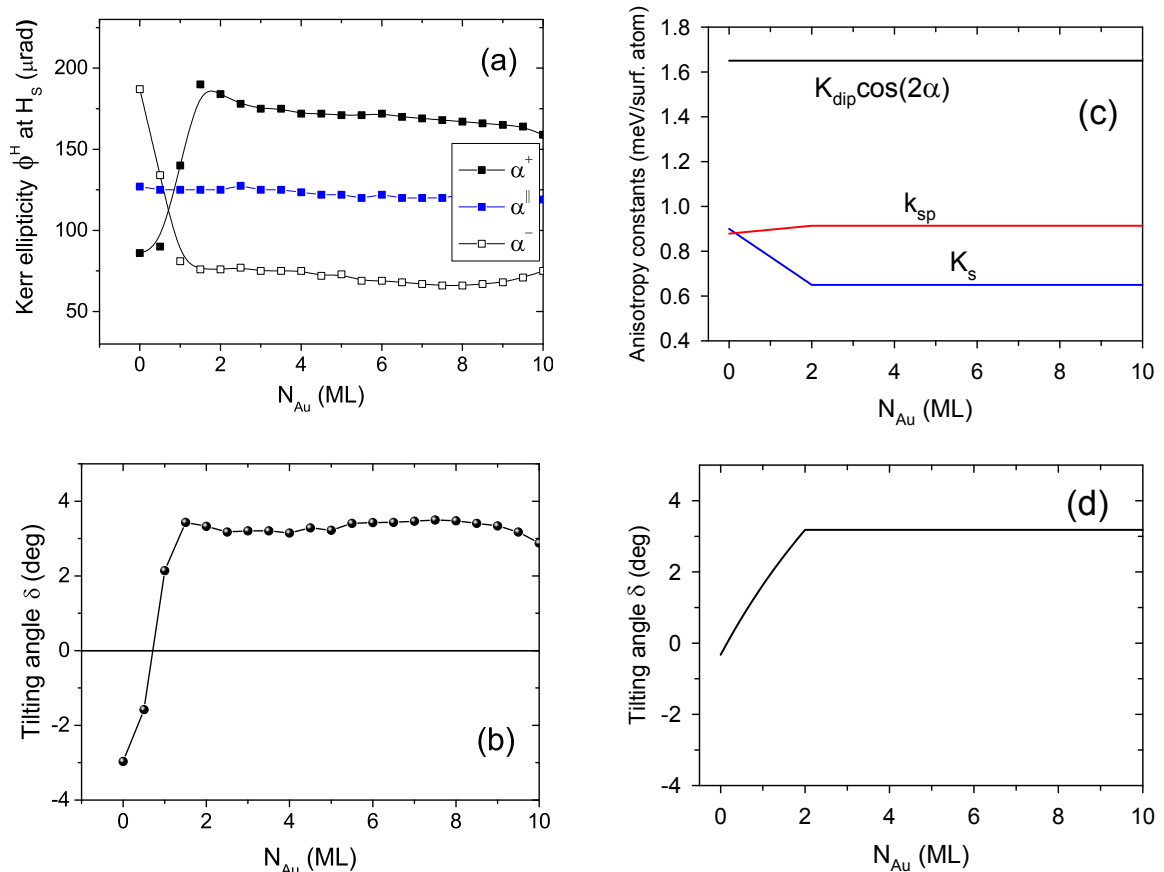 (a)
Kerr ellipticity ϕ^H at H_S (μrad)
200
150
100
50
α^+
α^||
α^-
0 2 4 6 8 10
N_Au (ML)
(b)
Tilting angle δ (deg)
4
2
0
-2
-4
0 2 4 6 8 10
N_Au (ML)
(c)
Anisotropy constants (meV/surf. atom)
1.8
1.6
1.4
1.2
1.0
0.8
0.6
0.4
K_dip cos(2α)
k_sp
K_s
0 2 4 6 8 10
N_Au (ML)
(d)
Tilting angle δ (deg)
4
2
0
-2
-4
0 2 4 6 8 10
N_Au (ML)